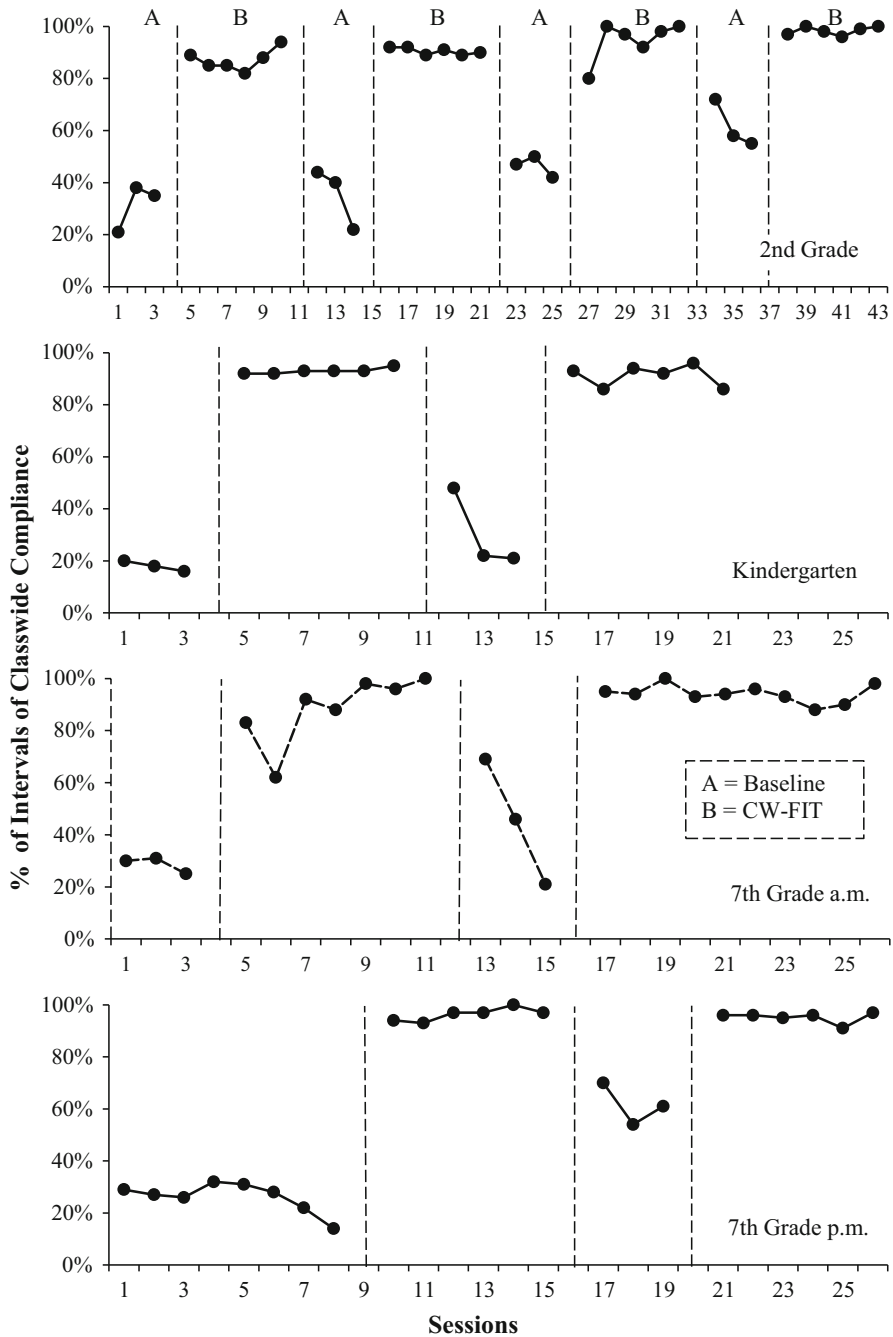 A B A B A B A B
100%
80%
60%
40%
20%
0%
2nd Grade
1 3 5 7 9 11 13 15 17 19 21 23 25 27 29 31 33 35 37 39 41 43
% of Intervals of Classwide Compliance
100%
80%
60%
40%
20%
0%
Kindergarten
1 3 5 7 9 11 13 15 17 19 21 23 25
100%
80%
60%
40%
20%
0%
A = Baseline
B = CW-FIT
7th Grade a.m.
1 3 5 7 9 11 13 15 17 19 21 23 25
100%
80%
60%
40%
20%
0%
7th Grade p.m.
1 3 5 7 9 11 13 15 17 19 21 23 25
Sessions